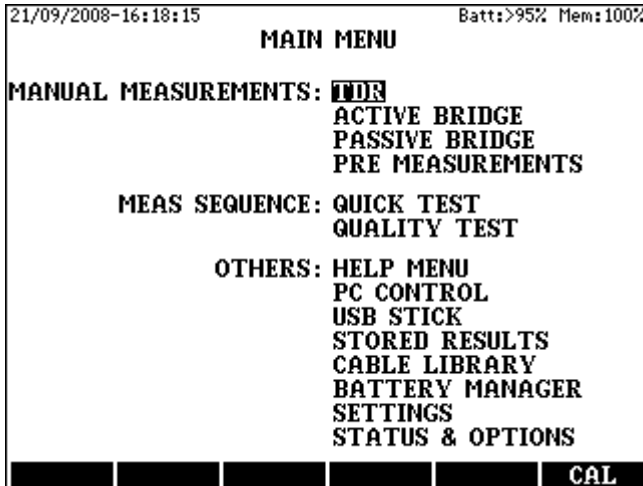 21/09/2008-16:18:15 Batt:>95% Mem:100%
MAIN MENU
MANUAL MEASUREMENTS: TDR
ACTIVE BRIDGE
PASSIVE BRIDGE
PRE MEASUREMENTS
MEAS SEQUENCE: QUICK TEST
QUALITY TEST
OTHERS: HELP MENU
PC CONTROL
USB STICK
STORED RESULTS
CABLE LIBRARY
BATTERY MANAGER
SETTINGS
STATUS & OPTIONS
CAL